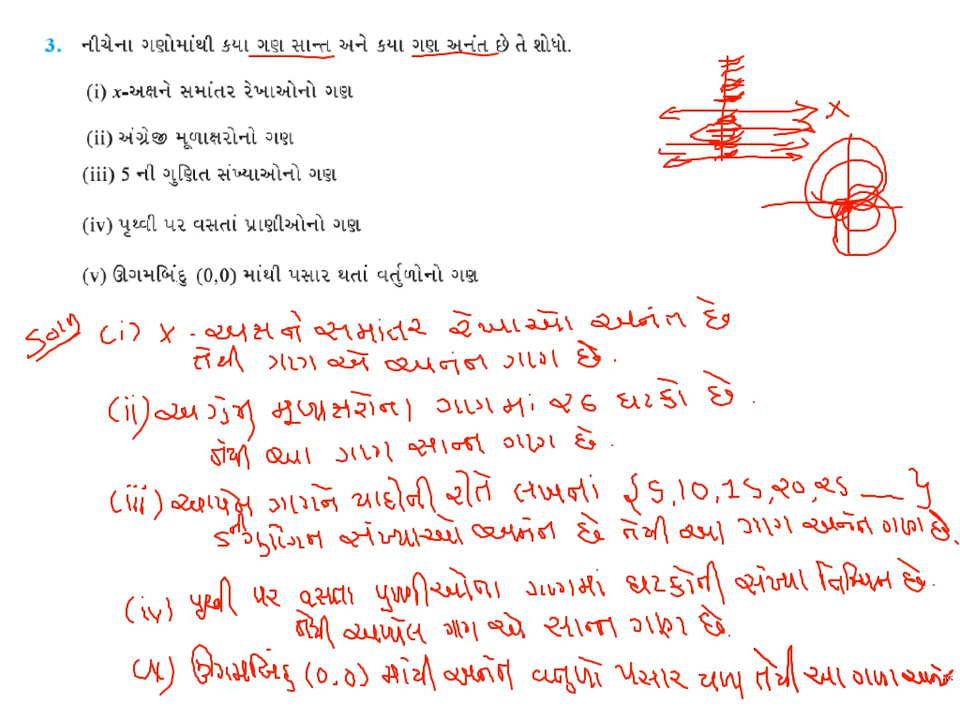 3. નીચેના ગણોમાંથી કયા ગણ સાન્ત અને કયા ગણ અનંત છે તે શોધો.
(i) x-અક્ષને સમાંતર રેખાઓનો ગણ
X
(ii) અંગ્રેજી મૂળાક્ષરોનો ગણ
(iii) 5 ની ગુણિત સંખ્યાઓનો ગણ
(iv) પૃથ્વી પર વસતાં પ્રાણીઓનો ગણ
(v) ઊગમબિંદુ (0,0) માંથી પસાર થતાં વર્તુળોનો ગણ
Soln (i) x - અક્ષ ને સમાંતર રેખાઓ અનંત છે
તેથી ગણ એ અનંત ગણ છે.
(ii) મૂળાક્ષરોના ગણમાં ૨૬ ઘટકો છે.
તેથી આ ગણ સાન્ત ગણ છે.
(iii) આપેલ ગણને યાદીની રીતે લખતાં {5,10,15,20,25 __ }
5 ની ગુણિત સંખ્યાઓ અનંત છે તેથી આ ગણ અનંત ગણ છે.
(iv) પૃથ્વી પર વસતા પ્રાણીઓના ગણમાં ઘટકોની સંખ્યા નિશ્ચિત છે.
તેથી આપેલ ગણ એ સાન્ત ગણ છે.
ઊગમબિંદુ (0,0) માંથી અનંત વર્તુળો પસાર થાય તેથી આ ગણ અનંત